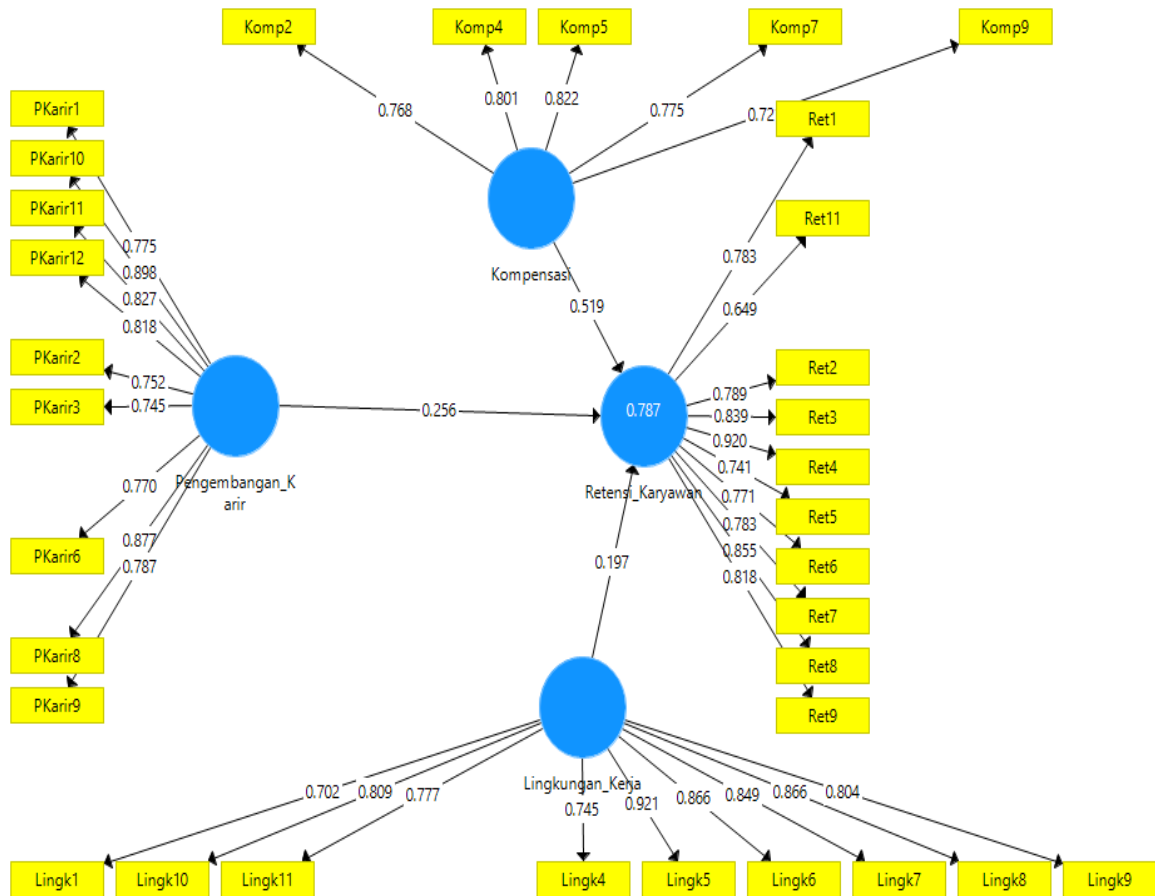 Komp2
Komp4
Komp5
Komp7
Komp9
0.768
0.801
0.822
0.775
0.72
Kompensasi
0.519
PKarir1
PKarir10
PKarir11
PKarir12
PKarir2
PKarir3
PKarir6
PKarir8
PKarir9
0.775
0.898
0.827
0.818
0.752
0.745
0.770
0.877
0.787
Pengembangan_K
arir
0.256
Ret1
Ret11
Ret2
Ret3
Ret4
Ret5
Ret6
Ret7
Ret8
Ret9
0.783
0.649
0.789
0.839
0.920
0.741
0.771
0.783
0.855
0.818
0.787
Retensi_Karyawan
0.197
Lingkungan_Kerja
0.702
0.809
0.777
0.745
0.921
0.866
0.849
0.866
0.804
Lingk1
Lingk10
Lingk11
Lingk4
Lingk5
Lingk6
Lingk7
Lingk8
Lingk9